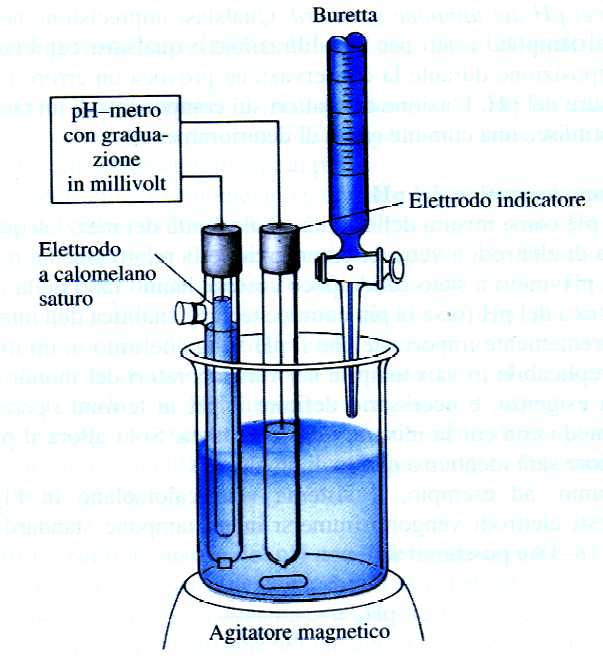 Buretta
pH–metro
con gradua-
zione
in millivolt
Elettrodo indicatore
Elettrodo
a calomelano
saturo
Agitatore magnetico